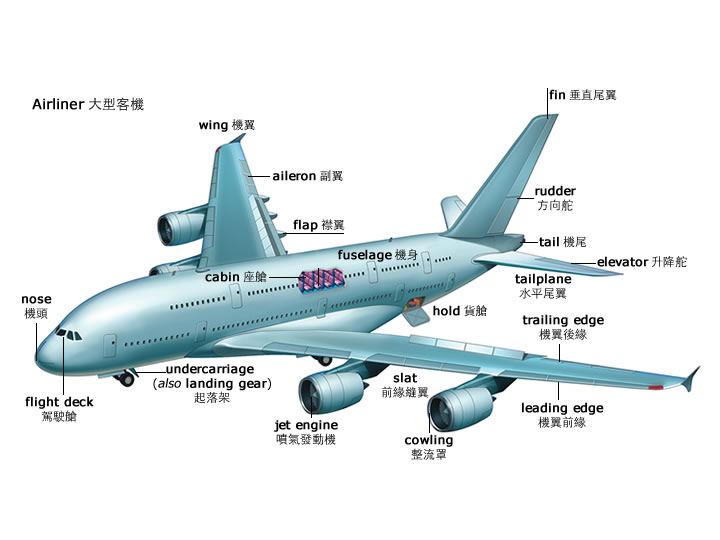 fin 垂直尾翼
Airliner 大型客機
wing 機翼
aileron 副翼
rudder
方向舵
flap 襟翼
tail 機尾
fuselage 機身
elevator 升降舵
cabin 座艙
tailplane
水平尾翼
nose
機頭
hold 貨艙
trailing edge
機翼後緣
undercarriage
(also landing gear)
起落架
slat
前緣縫翼
flight deck
駕駛艙
leading edge
機翼前緣
jet engine
噴氣發動機
cowling
整流罩